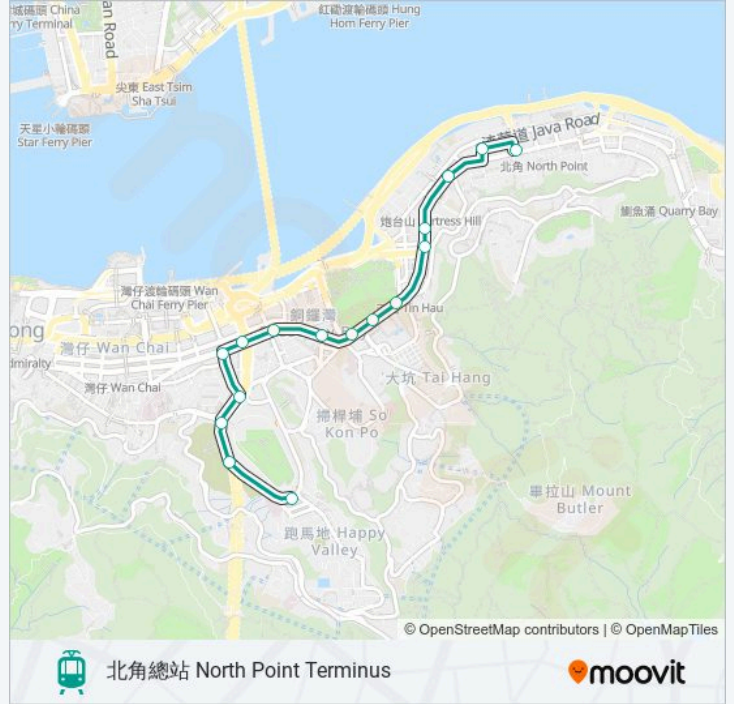 城碼頭 China
ry Terminal
an Road
紅磡渡輪碼頭 Hung
Hom Ferry Pier
尖東 East Tsim
Sha Tsui
天星小輪碼頭
Star Ferry Pier
渣華道 Java Road
北角 North Point
鰂魚涌 Quarry Bay
炮台山 Fortress Hill
灣仔渡輪碼頭 Wan
Chai Ferry Pier
銅鑼灣
Tin Hau
ong
灣仔 Wan Chai
dmiralty
灣仔 Wan Chai
大坑 Tai Hang
掃桿埔 So
Kon Po
畢拉山 Mount
Butler
跑馬地 Happy
Valley
© OpenStreetMap contributors | © OpenMapTiles
北角總站 North Point Terminus
moovit